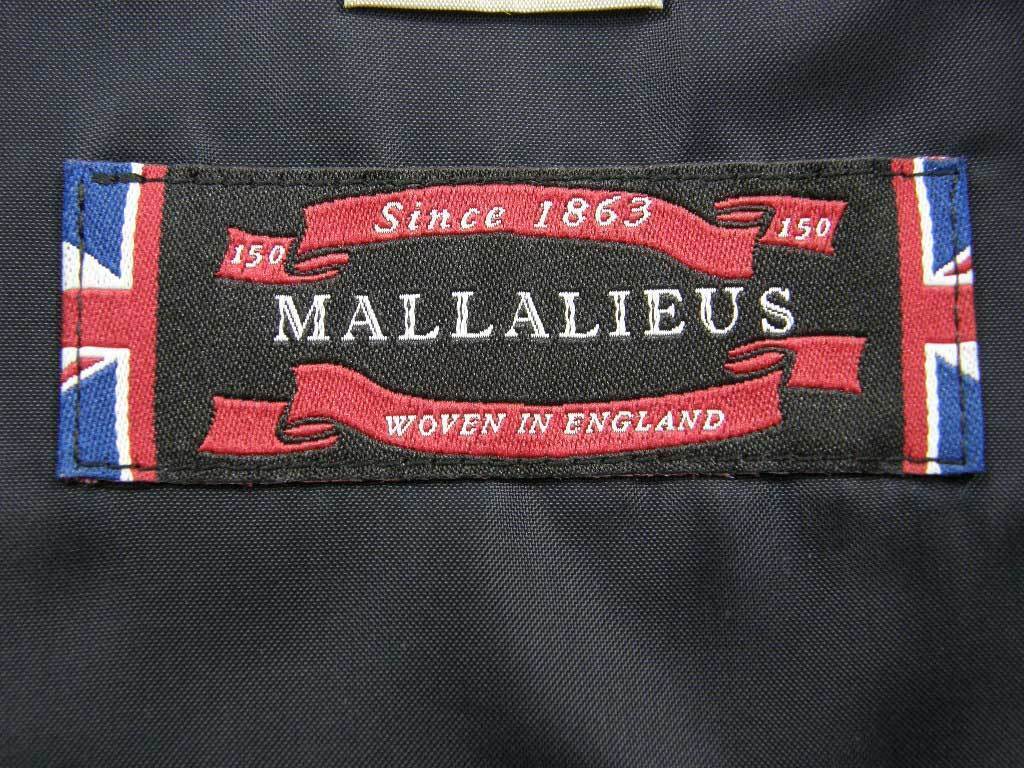 Since 1863
150
150
MALLALIEUS
WOVEN IN ENGLAND